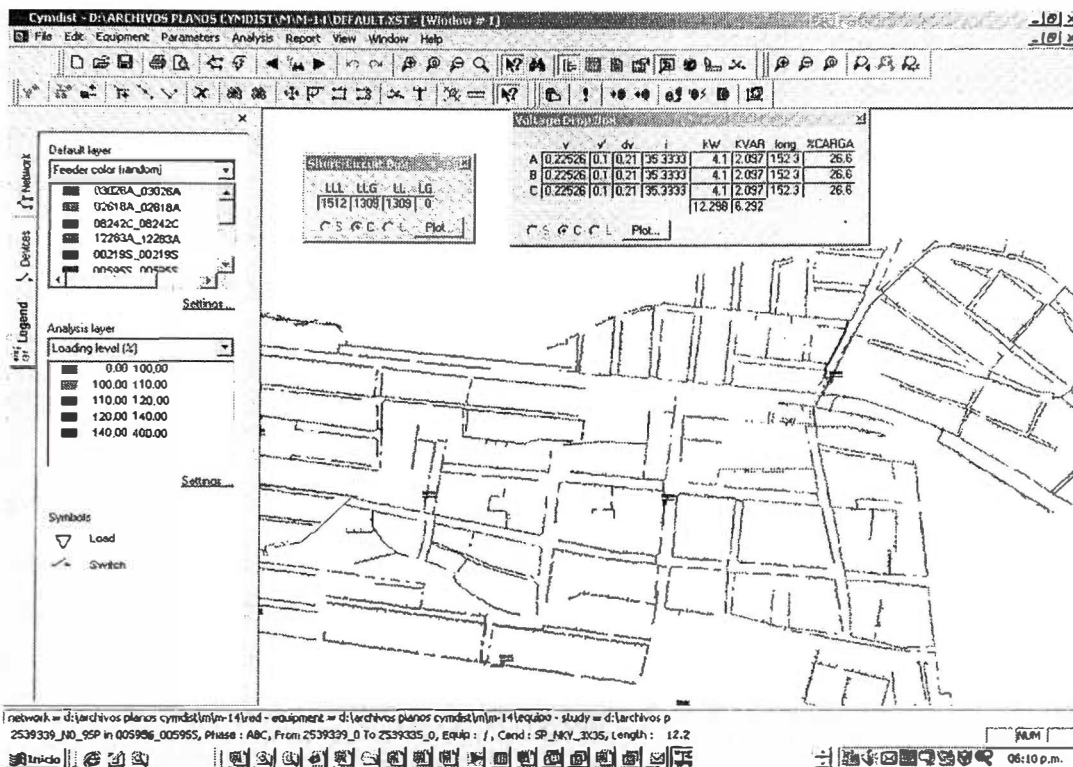 Cymdist - D:\ARCHIVOS PLANOS CYMDIST\M\M-14\DEFAULT.XST - [Window # 1]
File Edit Equipment Parameters Analysis Report View Window Help
Default layer
Feeder color (random)
03026A_03026A
02618A_02618A
08242C_08242C
12263A_12263A
00219S_00219S
00595S_00595S
Settings...
Analysis layer
Loading level (%)
0,00 100,00
100,00 110,00
110,00 120,00
120,00 140,00
140,00 400,00
Settings...
Symbols
Load
Switch
Network
Devices
Legend
LLL LLG LL LG
1512 1309 1309 0
S C L Plot...
Voltage Drop Box
v v' dv i kW KVAR long %CARGA
A 0.22526 0.1 0.21 35.3333 4.1 2.097 152.3 26.6
B 0.22526 0.1 0.21 35.3333 4.1 2.097 152.3 26.6
C 0.22526 0.1 0.21 35.3333 4.1 2.097 152.3 26.6
12.298 6.292
S C L Plot...
network = d:\archivos planos cymdist\m\m-14\red - equipment = d:\archivos planos cymdist\m\m-14\equipo - study = d:\archivos p
2539339_N0_9SP in 00595S_00595S, Phase : ABC, From 2539339_0 To 2539335_0, Equip : /, Cond : SP_NKY_3X35, Length : 12.2
NUM
Inicio
06:10 p.m.